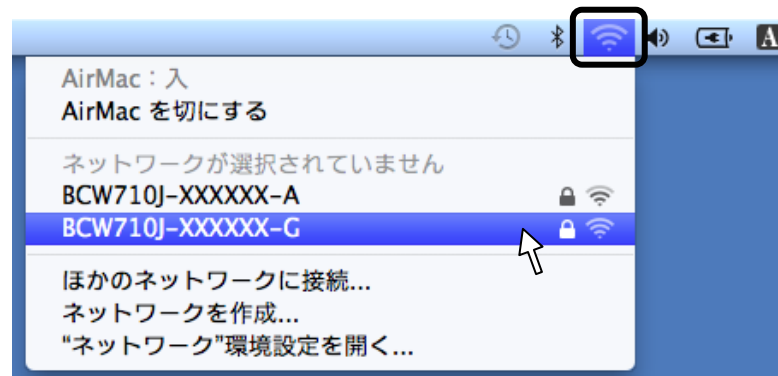 A
AirMac：入
AirMac を切にする
ネットワークが選択されていません
BCW710J-XXXXXX-A
BCW710J-XXXXXX-G
ほかのネットワークに接続...
ネットワークを作成...
"ネットワーク"環境設定を開く...